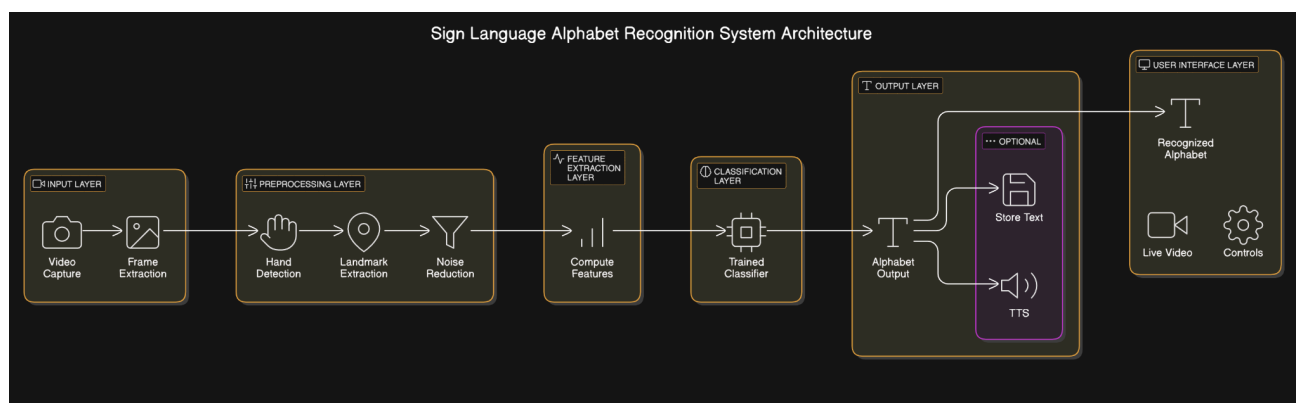 Sign Language Alphabet Recognition System Architecture
INPUT LAYER
Video
Capture
Frame
Extraction
PREPROCESSING LAYER
Hand
Detection
Landmark
Extraction
Noise
Reduction
FEATURE
EXTRACTION
LAYER
Compute
Features
CLASSIFICATION
LAYER
Trained
Classifier
OUTPUT LAYER
Alphabet
Output
OPTIONAL
Store Text
TTS
USER INTERFACE LAYER
Recognized
Alphabet
Live Video
Controls